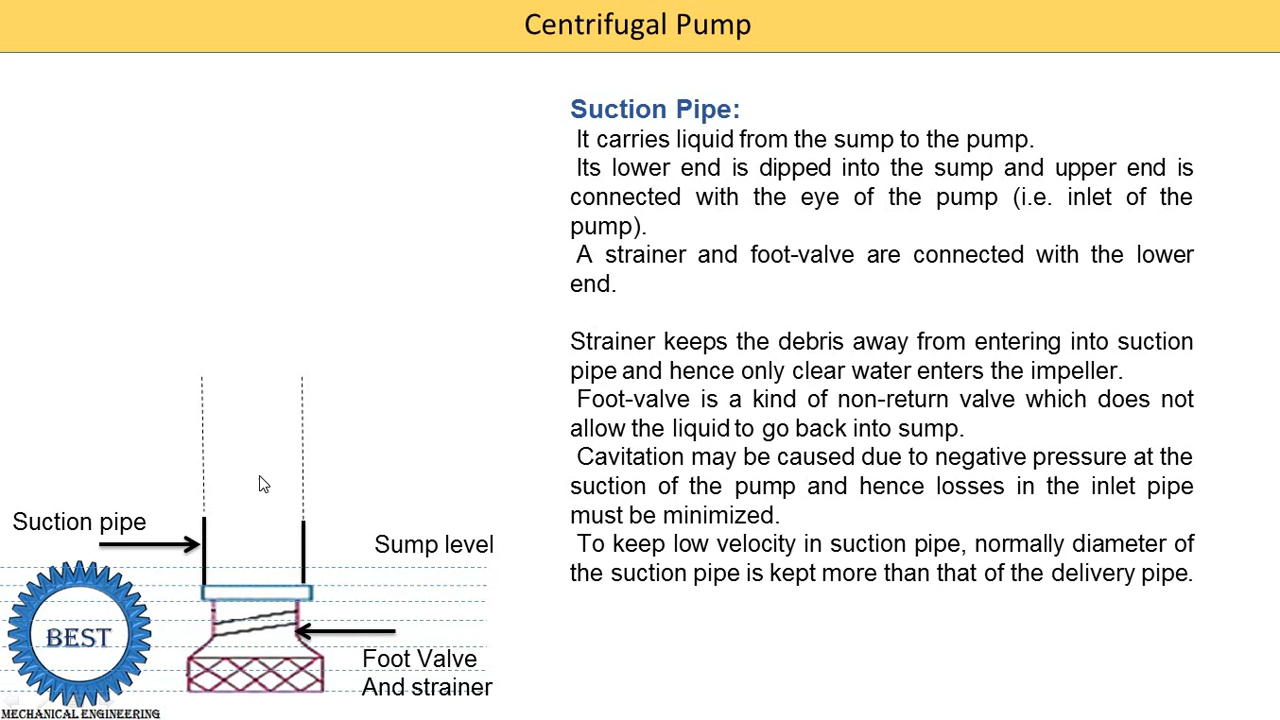 Centrifugal Pump
Suction Pipe:
It carries liquid from the sump to the pump.
Its lower end is dipped into the sump and upper end is
connected with the eye of the pump (i.e. inlet of the
pump).
A strainer and foot-valve are connected with the lower
end.
Strainer keeps the debris away from entering into suction
pipe and hence only clear water enters the impeller.
Foot-valve is a kind of non-return valve which does not
allow the liquid to go back into sump.
Cavitation may be caused due to negative pressure at the
suction of the pump and hence losses in the inlet pipe
must be minimized.
To keep low velocity in suction pipe, normally diameter of
the suction pipe is kept more than that of the delivery pipe.
Suction pipe
Sump level
Foot Valve
And strainer
BEST
MECHANICAL ENGINEERING